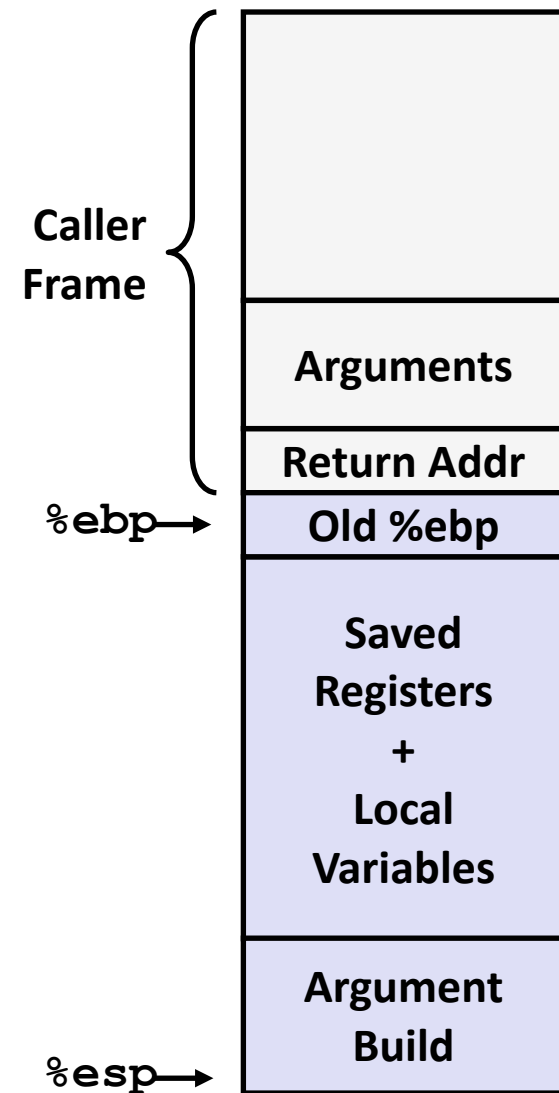 Caller
Frame
Arguments
Return Addr
%ebp
Old %ebp
Saved
Registers
+
Local
Variables
Argument
Build
%esp